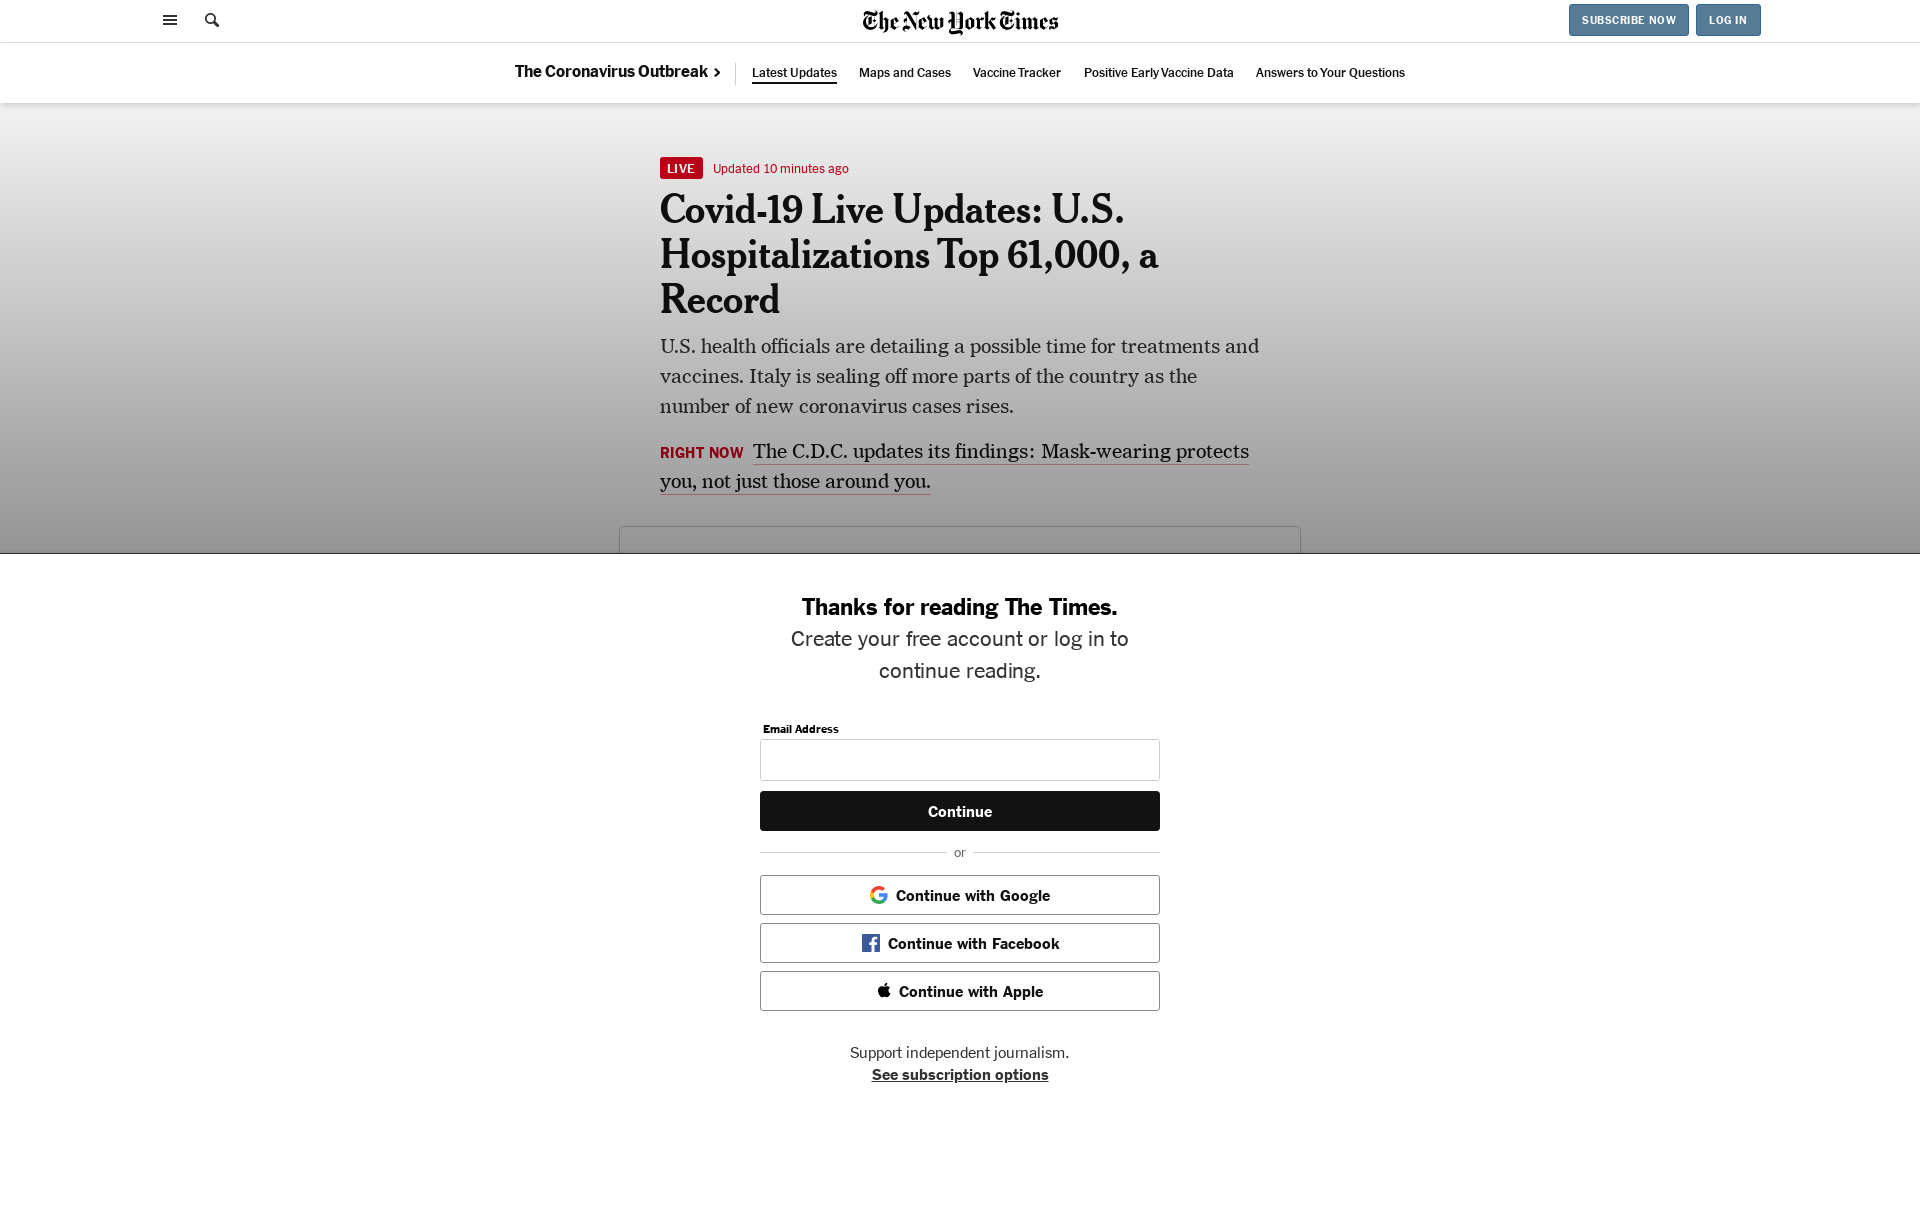 The New York Times
SUBSCRIBE NOW
LOG IN
The Coronavirus Outbreak
Latest Updates
Maps and Cases
Vaccine Tracker
Positive Early Vaccine Data
Answers to Your Questions
LIVE
Updated 10 minutes ago
Covid-19 Live Updates: U.S.
Hospitalizations Top 61,000, a
Record
U.S. health officials are detailing a possible time for treatments and
vaccines. Italy is sealing off more parts of the country as the
number of new coronavirus cases rises.
RIGHT NOW The C.D.C. updates its findings: Mask-wearing protects
you, not just those around you.
Thanks for reading The Times.
Create your free account or log in to
continue reading.
Email Address
Continue
or
Continue with Google
Continue with Facebook
Continue with Apple
Support independent journalism.
See subscription options